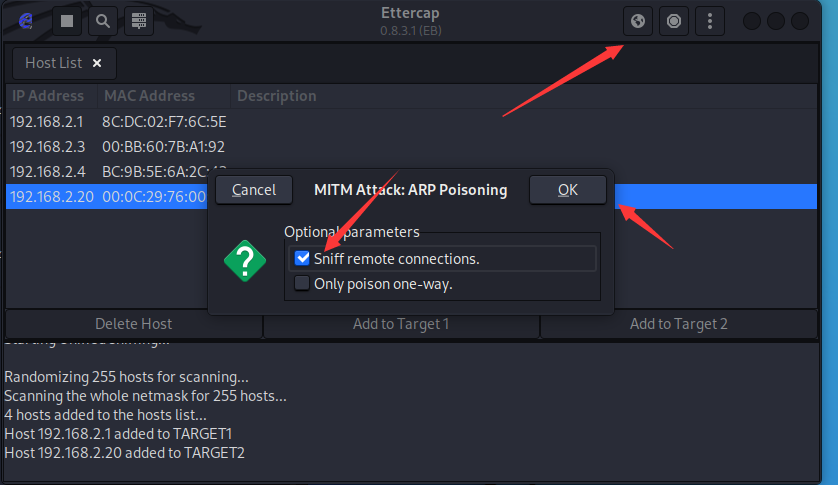 Ettercap
0.8.3.1 (EB)
Host List ×
IP Address MAC Address Description
192.168.2.1 8C:DC:02:F7:6C:5E
192.168.2.3 00:BB:60:7B:A1:92
192.168.2.4 BC:9B:5E:6A:2C:
192.168.2.20 00:0C:29:76:00
Cancel MITM Attack: ARP Poisoning OK
Optional parameters
Sniff remote connections.
Only poison one-way.
Delete Host Add to Target 1 Add to Target 2
Randomizing 255 hosts for scanning...
Scanning the whole netmask for 255 hosts...
4 hosts added to the hosts list...
Host 192.168.2.1 added to TARGET1
Host 192.168.2.20 added to TARGET2